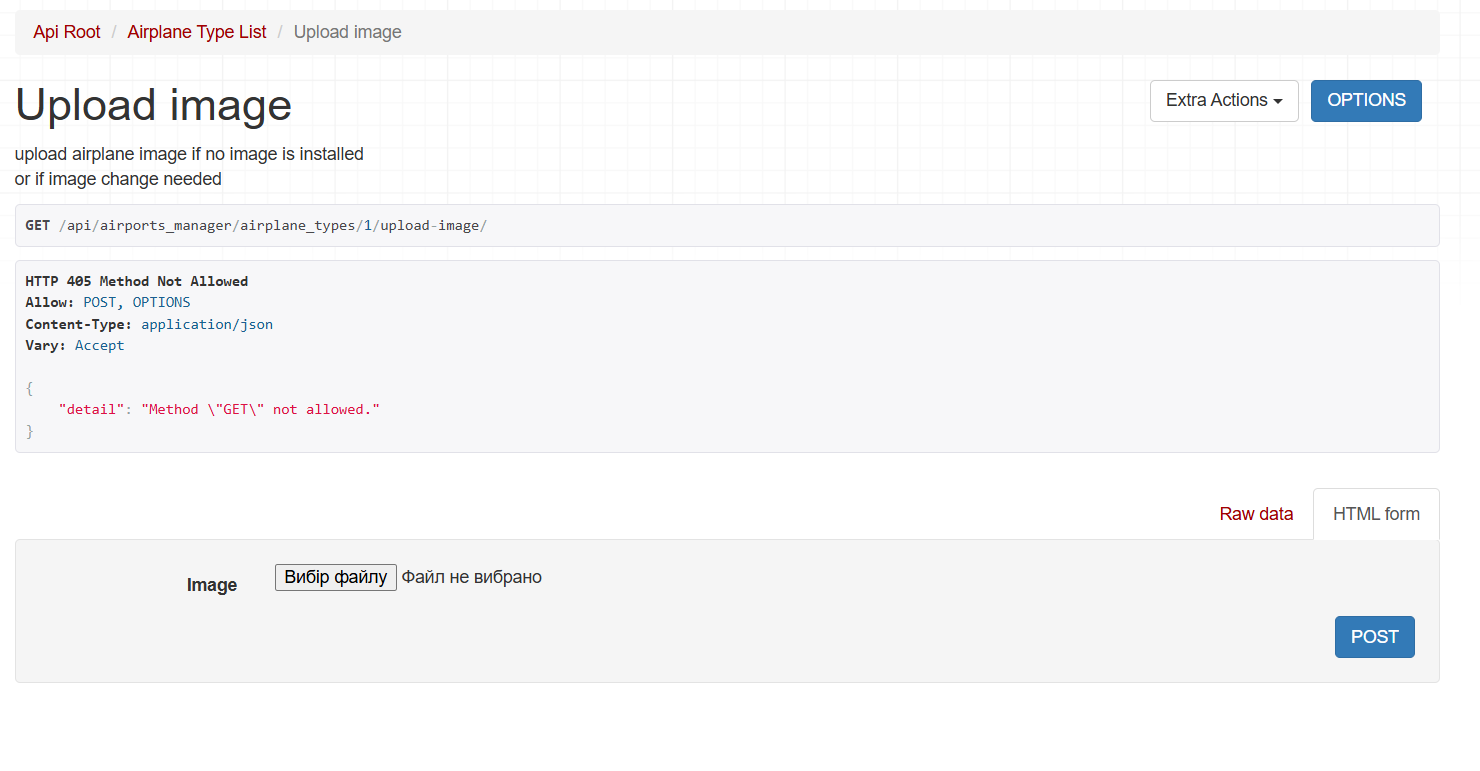 Api Root / Airplane Type List / Upload image
Upload image
Extra Actions OPTIONS
upload airplane image if no image is installed
or if image change needed
GET /api/airports_manager/airplane_types/1/upload-image/
HTTP 405 Method Not Allowed
Allow: POST, OPTIONS
Content-Type: application/json
Vary: Accept
{
"detail": "Method \"GET\" not allowed."
}
Raw data HTML form
Image Вибір файлу Файл не вибрано
POST